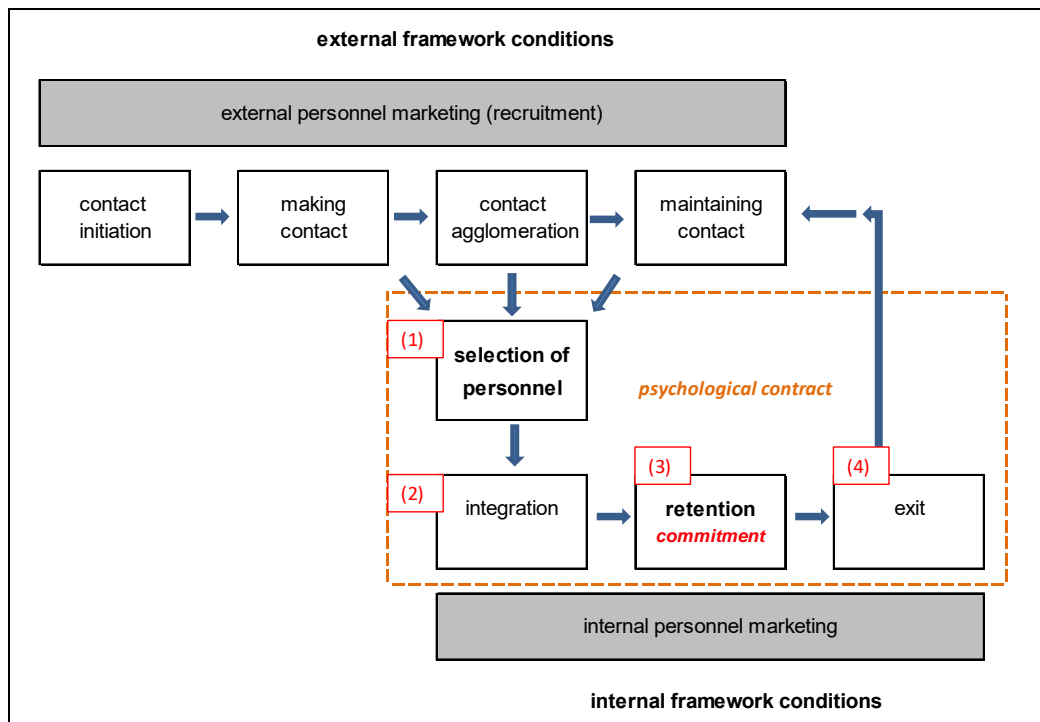 external framework conditions
external personnel marketing (recruitment)
contact
initiation
making
contact
contact
agglomeration
maintaining
contact
(1)
selection of
personnel
psychological contract
(2)
integration
(3)
retention
commitment
(4)
exit
internal personnel marketing
internal framework conditions